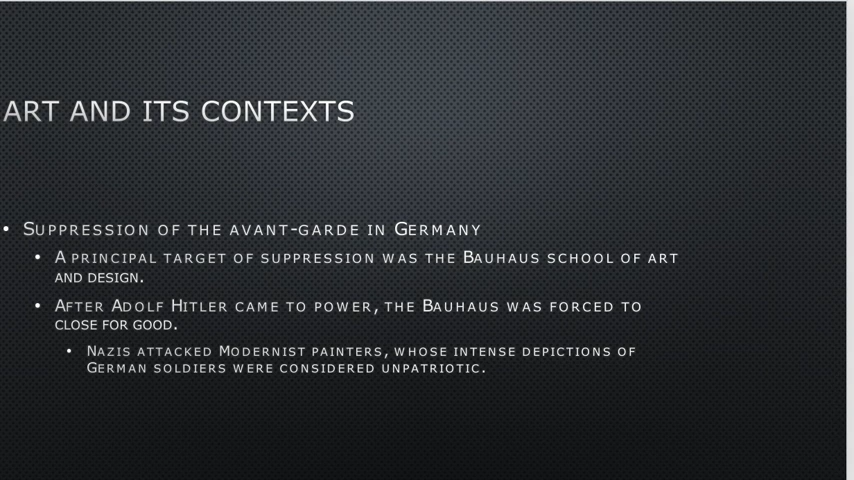 ART AND ITS CONTEXTS
• SUPPRESSION OF THE AVANT-GARDE IN GERMANY
• A PRINCIPAL TARGET OF SUPPRESSION WAS THE BAUHAUS SCHOOL OF ART
AND DESIGN.
• AFTER ADOLF HITLER CAME TO POWER, THE BAUHAUS WAS FORCED TO
CLOSE FOR GOOD.
• NAZIS ATTACKED MODERNIST PAINTERS, WHOSE INTENSE DEPICTIONS OF
GERMAN SOLDIERS WERE CONSIDERED UNPATRIOTIC.